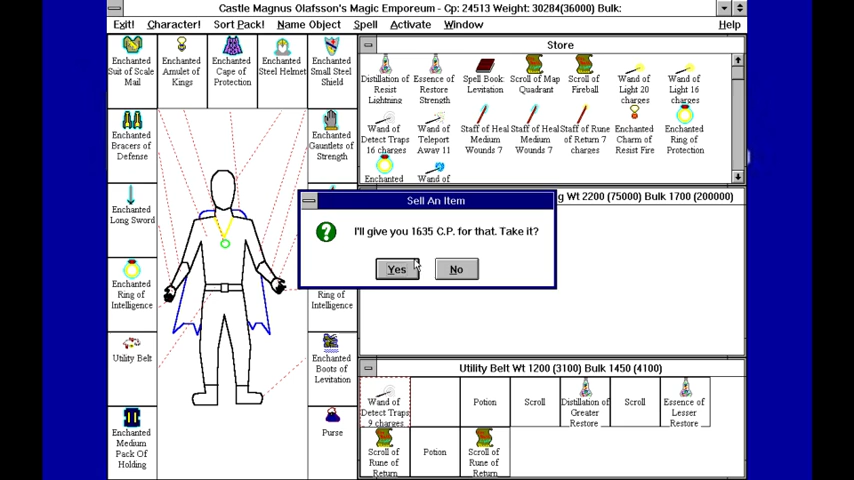 Castle Magnus Olafsson's Magic Emporeum - Cp: 24513 Weight: 30284(36000) Bulk:
Exit! Character! Sort Pack! Name Object Spell Activate Window Help
Enchanted
Suit of Scale
Mail
Enchanted
Amulet of
Kings
Enchanted
Cape of
Protection
Enchanted
Steel Helmet
Enchanted
Small Steel
Shield
Enchanted
Bracers of
Defense
Enchanted
Gauntlets of
Strength
Enchanted
Long Sword
Enchanted
Ring of
Intelligence
Ring of
Intelligence
Utility Belt
Enchanted
Boots of
Levitation
Enchanted
Medium
Pack Of
Holding
Purse
Store
Distillation of
Resist
Lightning
Essence of
Restore
Strength
Spell Book:
Levitation
Scroll of Map
Quadrant
Scroll of
Fireball
Wand of
Light 20
charges
Wand of
Light 16
charges
Wand of
Detect Traps
16 charges
Wand of
Teleport
Away 11
Staff of Heal
Medium
Wounds 7
Staff of Heal
Medium
Wounds 7
Staff of Rune
of Return 7
charges
Enchanted
Charm of
Resist Fire
Enchanted
Ring of
Protection
Enchanted
Wand of
g Wt 2200 (75000) Bulk 1700 (200000)
Sell An Item
I'll give you 1635 C.P. for that. Take it?
Yes
No
Utility Belt Wt 1200 (3100) Bulk 1450 (4100)
Wand of
Detect Traps
9 charges
Potion
Scroll
Distillation of
Greater
Restore
Scroll
Essence of
Lesser
Restore
Scroll of
Rune of
Return
Potion
Scroll of
Rune of
Return